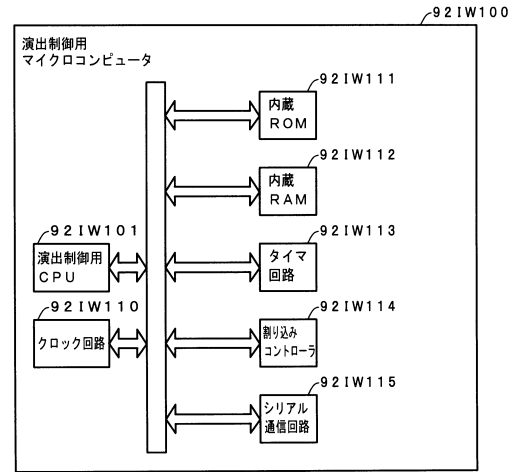 92IW100
演出制御用
マイクロコンピュータ
92IW111
内蔵
ROM
92IW112
内蔵
RAM
92IW101
演出制御用
CPU
92IW113
タイマ
回路
92IW110
クロック回路
92IW114
割り込み
コントローラ
92IW115
シリアル
通信回路